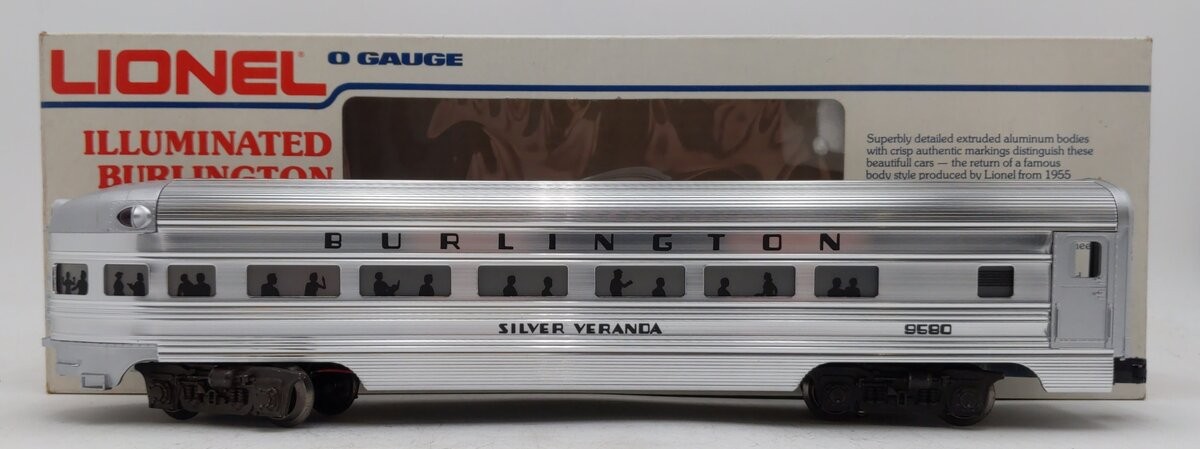 LIONEL O GAUGE
ILLUMINATED
BURLINGTON
Superbly detailed extruded aluminum bodies
with crisp authentic markings distinguish these
beautifull cars — the return of a famous
body style produced by Lionel from 1955
BURLINGTON
SILVER VERANDA 9580